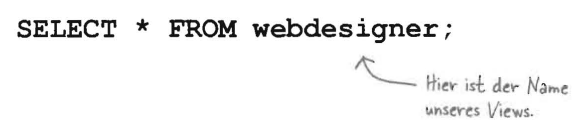 SELECT * FROM webdesigner;
Hier ist der Name
unseres Views.